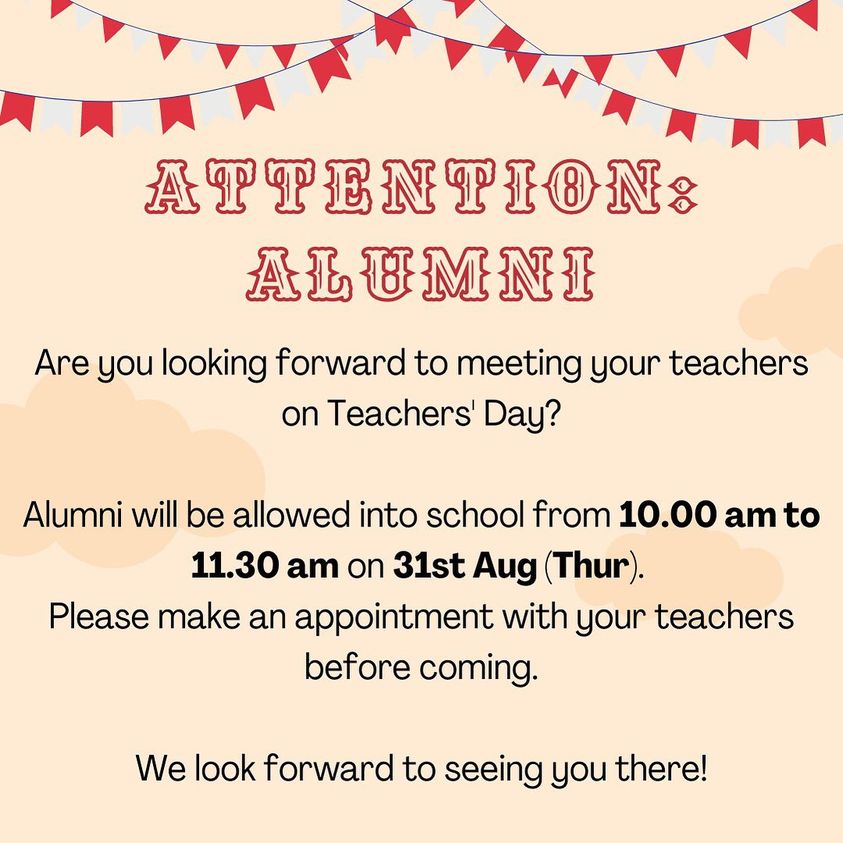 ATTENTION:
ALUMNI
Are you looking forward to meeting your teachers
on Teachers' Day?
Alumni will be allowed into school from 10.00 am to
11.30 am on 31st Aug (Thur).
Please make an appointment with your teachers
before coming.
We look forward to seeing you there!